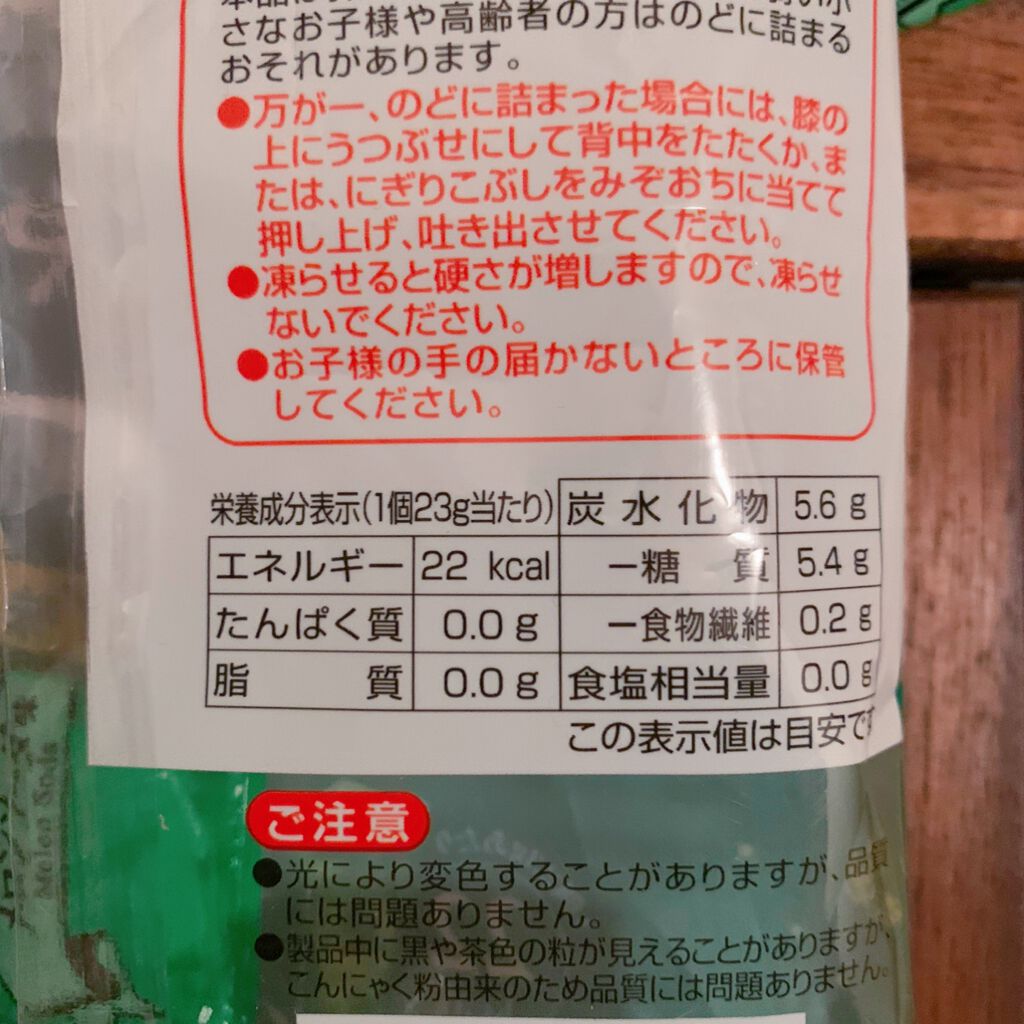 さなお子様や高齢者の方はのどに詰まる
おそれがあります。
●万が一、のどに詰まった場合には、膝の
上にうつぶせにして背中をたたくか、ま
たは、にぎりこぶしをみぞおちに当てて
押し上げ、吐き出させてください。
●凍らせると硬さが増しますので、凍らせ
ないでください。
●お子様の手の届かないところに保管
してください。
栄養成分表示(1個23g当たり)
エネルギー 22 kcal
たんぱく質 0.0 g
脂質 0.0 g
炭水化物 5.6 g
ー糖質 5.4 g
ー食物繊維 0.2 g
食塩相当量 0.0 g
この表示値は目安です
Melon Soda
ご注意
●光により変色することがありますが、品質
には問題ありません。
●製品中に黒や茶色の粒が見えることがありますが、
こんにゃく粉由来のため品質には問題ありません。